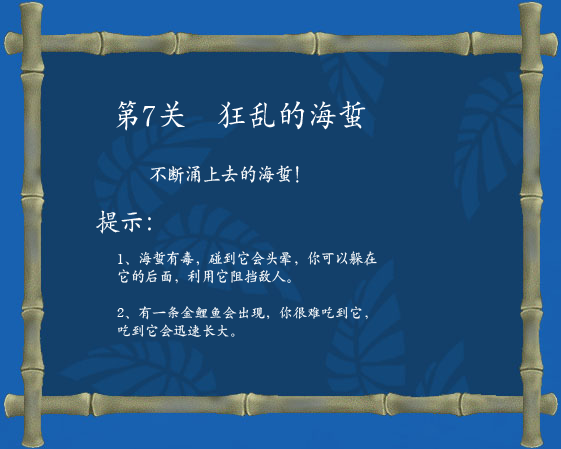 第7关　狂乱的海蜇
不断涌上去的海蜇!
提示:
1、海蜇有毒，碰到它会头晕，你可以躲在
它的后面，利用它阻挡敌人。
2、有一条金鲤鱼会出现，你很难吃到它，
吃到它会迅速长大。